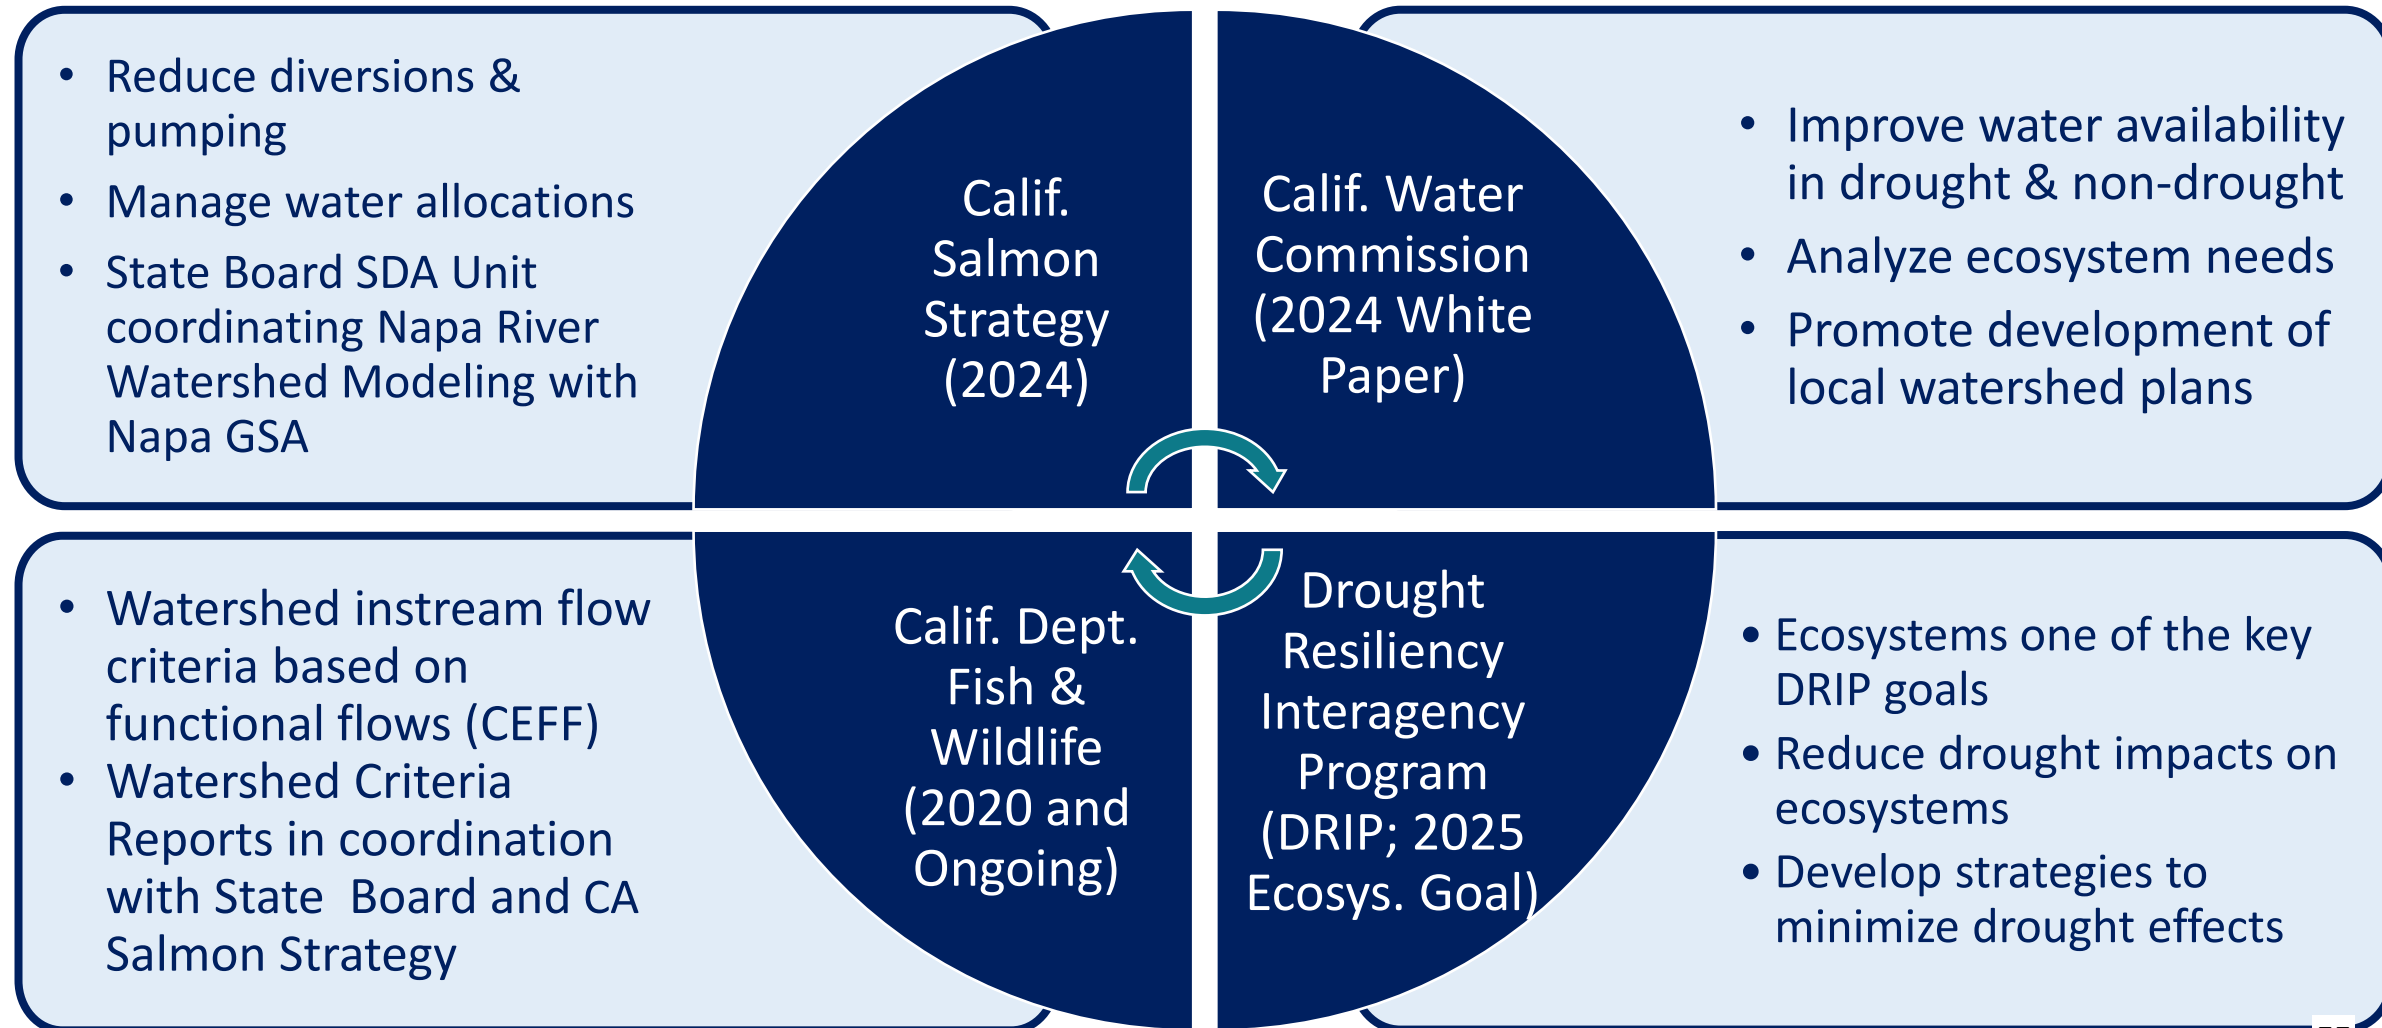 • Reduce diversions &
pumping
• Manage water allocations
• State Board SDA Unit
coordinating Napa River
Watershed Modeling with
Napa GSA
Calif.
Salmon
Strategy
(2024)
Calif. Water
Commission
(2024 White
Paper)
• Improve water availability
in drought & non-drought
• Analyze ecosystem needs
• Promote development of
local watershed plans
• Watershed instream flow
criteria based on
functional flows (CEFF)
• Watershed Criteria
Reports in coordination
with State  Board and CA
Salmon Strategy
Calif. Dept.
Fish &
Wildlife
(2020 and
Ongoing)
Drought
Resiliency
Interagency
Program
(DRIP; 2025
Ecosys. Goal)
• Ecosystems one of the key
DRIP goals
• Reduce drought impacts on
ecosystems
• Develop strategies to
minimize drought effects